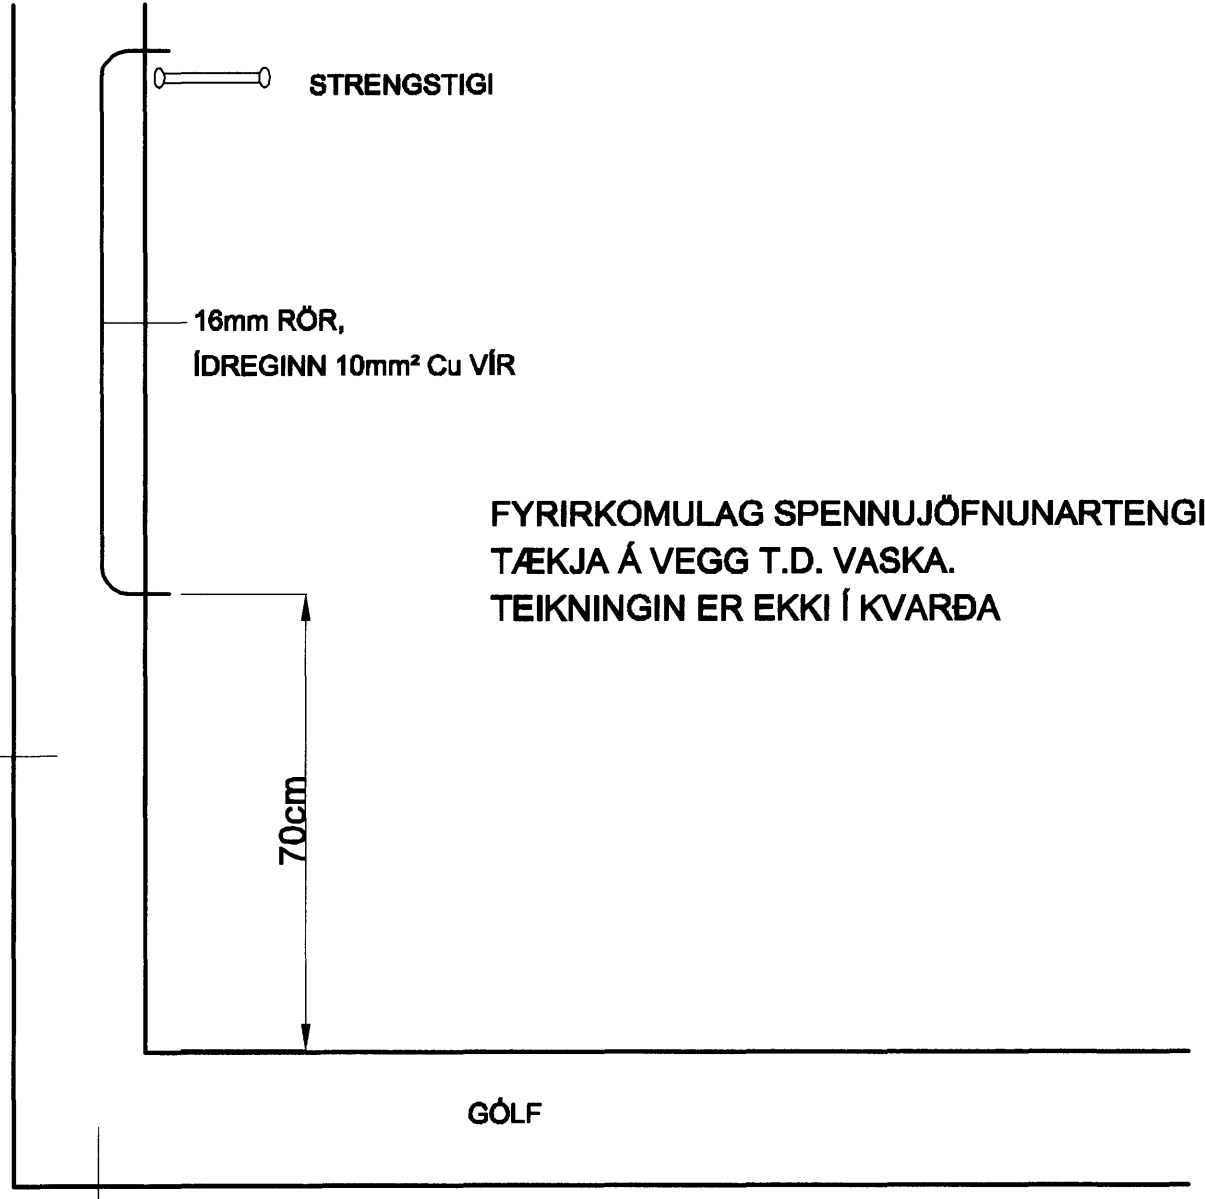 STRENGSTIGI
16mm RÖR,
ÍDREGINN 10mm² Cu VÍR
FYRIRKOMULAG SPENNUJÖFNUNARTENGI
TÆKJA Á VEGG T.D. VASKA.
TEIKNINGIN ER EKKI Í KVARÐA
70cm
GÓLF